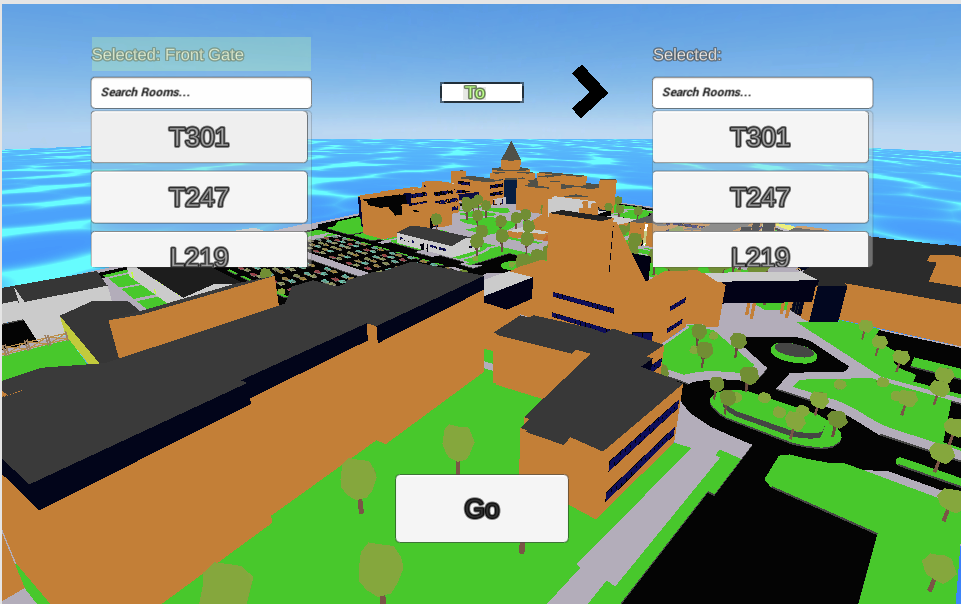 Selected: Front Gate
Search Rooms...
T301
T247
L219
To
Selected:
Search Rooms...
T301
T247
L219
Go